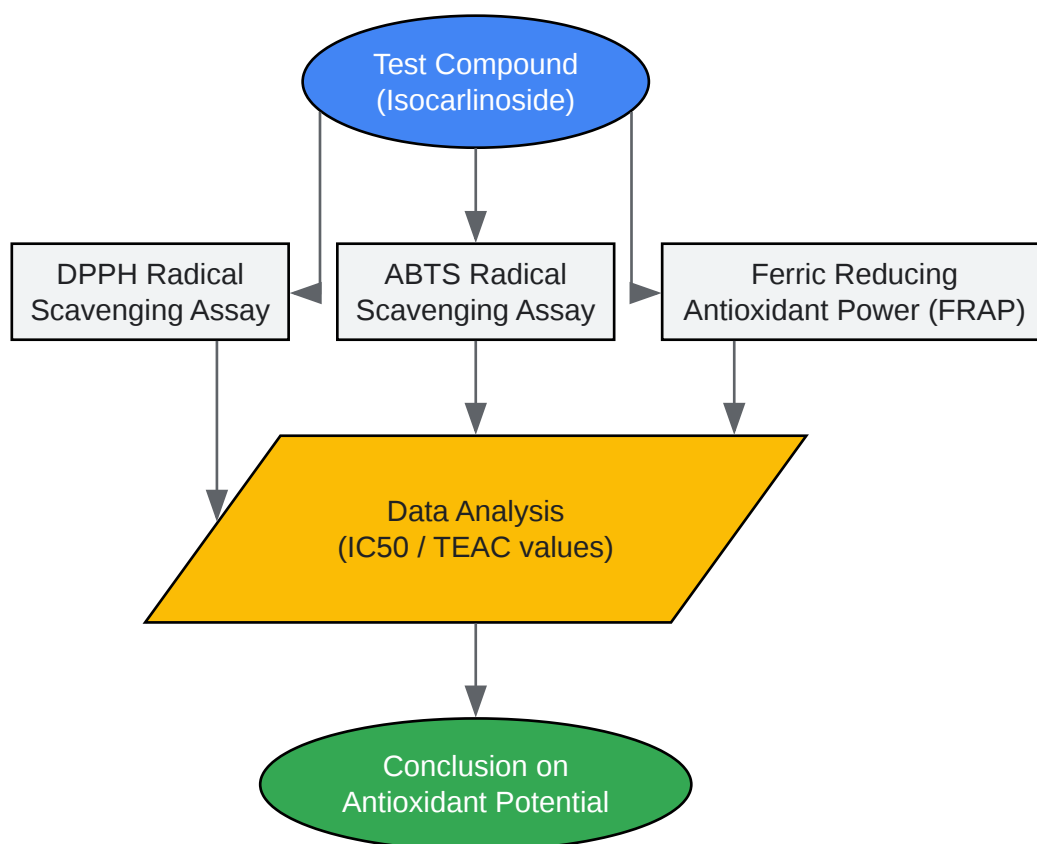 Test Compound
(Isocarlinoside)
DPPH Radical
Scavenging Assay
ABTS Radical
Scavenging Assay
Ferric Reducing
Antioxidant Power (FRAP)
Data Analysis
(IC50 / TEAC values)
Conclusion on
Antioxidant Potential